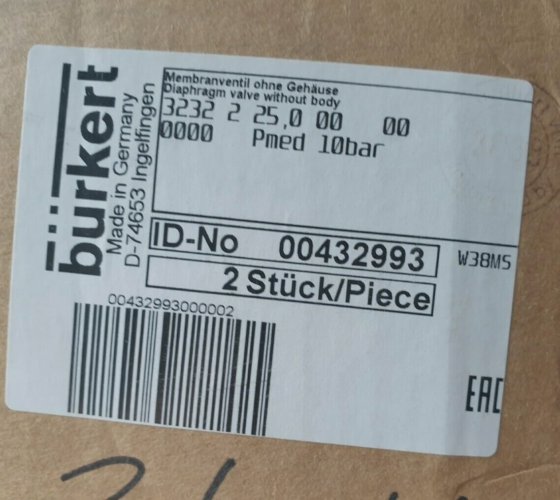 bürkert
Made in Germany
D-74653 Ingelfingen
Membranventil ohne Gehäuse
Diaphragm valve without body
3232 2 25,0 00 00
0000 Pmed 10bar
ID-No 00432993
W38MS
2 Stück/Piece
00432993000002
EAC